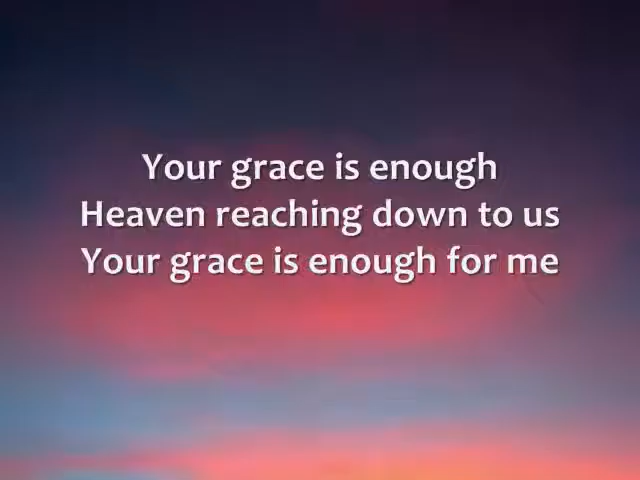 Your grace is enough
Heaven reaching down to us
Your grace is enough for me